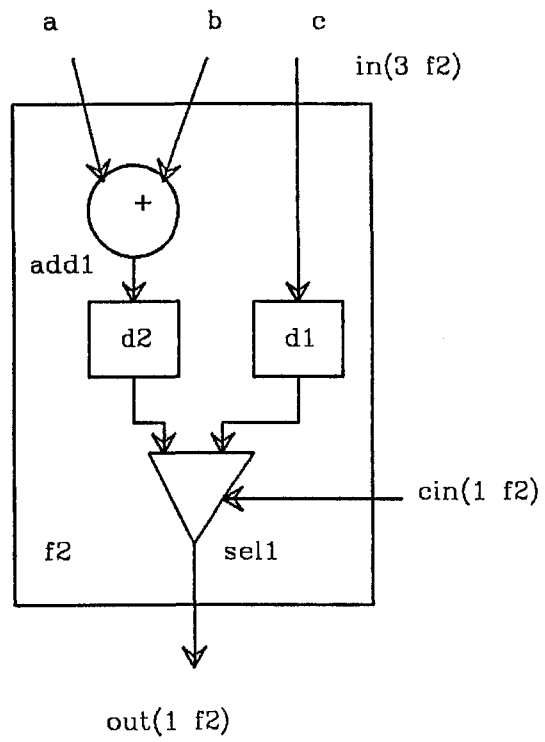 a b c
in(3 f2)
+
add1
d2 d1
cin(1 f2)
f2 sel1
out(1 f2)